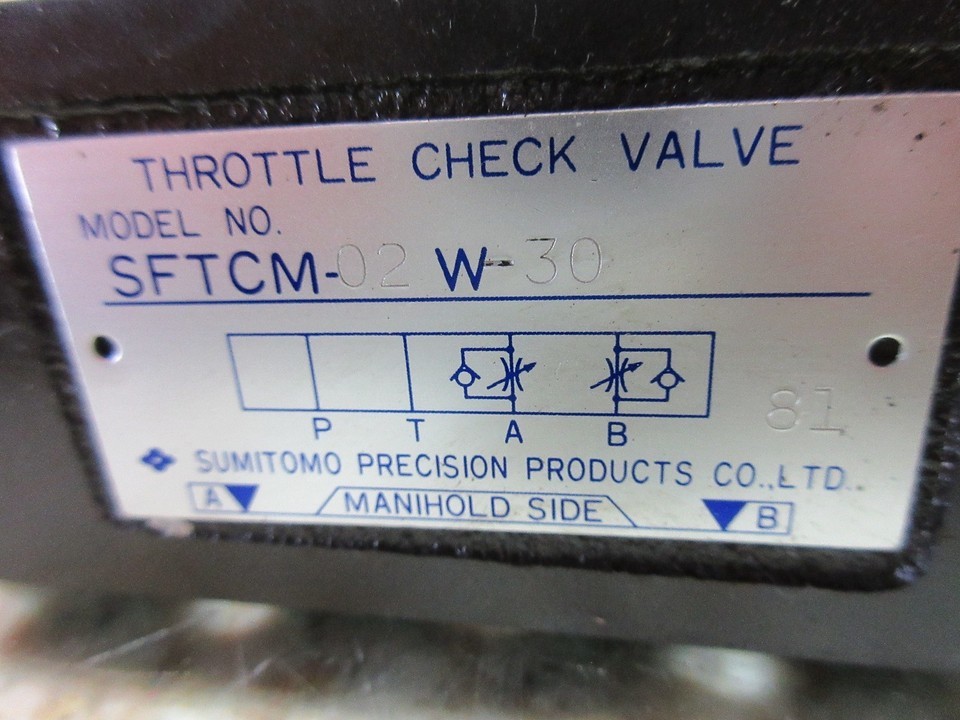 THROTTLE CHECK VALVE
MODEL NO.
SFTCM-02 W-30
P T A B
81
SUMITOMO PRECISION PRODUCTS CO.,LTD.
A MANIHOLD SIDE B